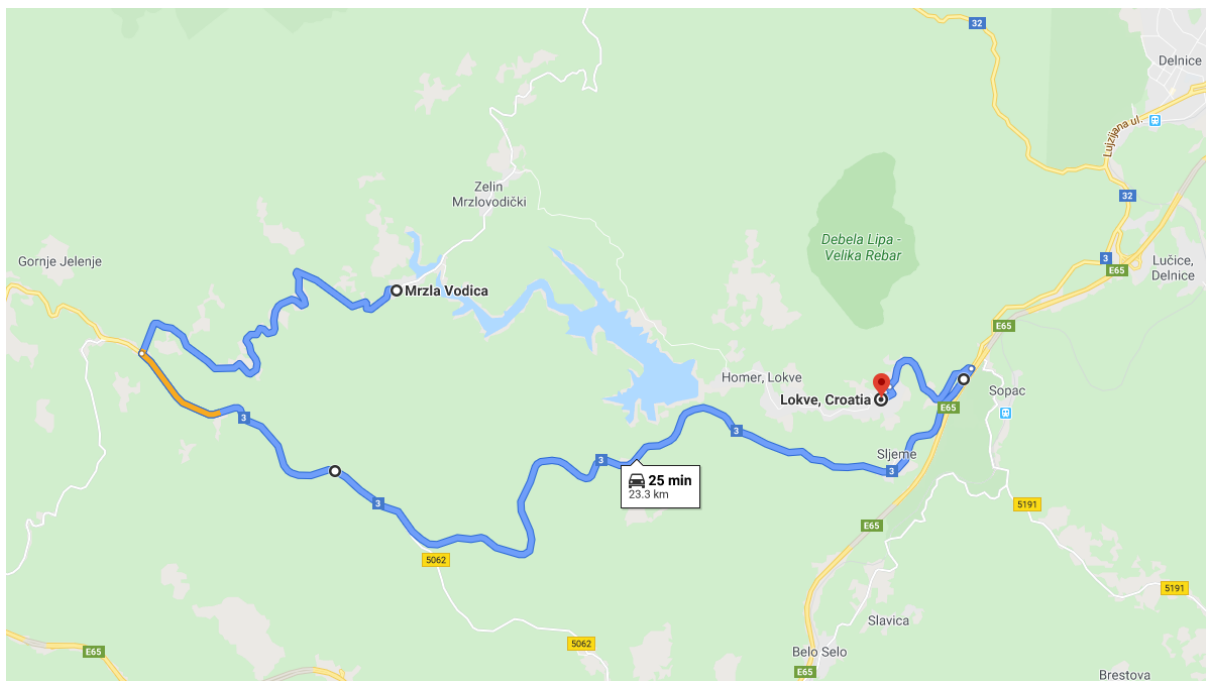 32
Delnice
Lujzijana ul.
Zelin
Mrzlovodički
32
Debela Lipa -
Velika Rebar
Gornje Jelenje
3
Lučice,
Delnice
E65
Mrzla Vodica
E65
Homer, Lokve
Sopac
Lokve, Croatia
E65
3
3
Sljeme
3
3
25 min
23.3 km
3
5191
E65
5062
5191
Slavica
5062
E65
Belo Selo
E65
Brestova